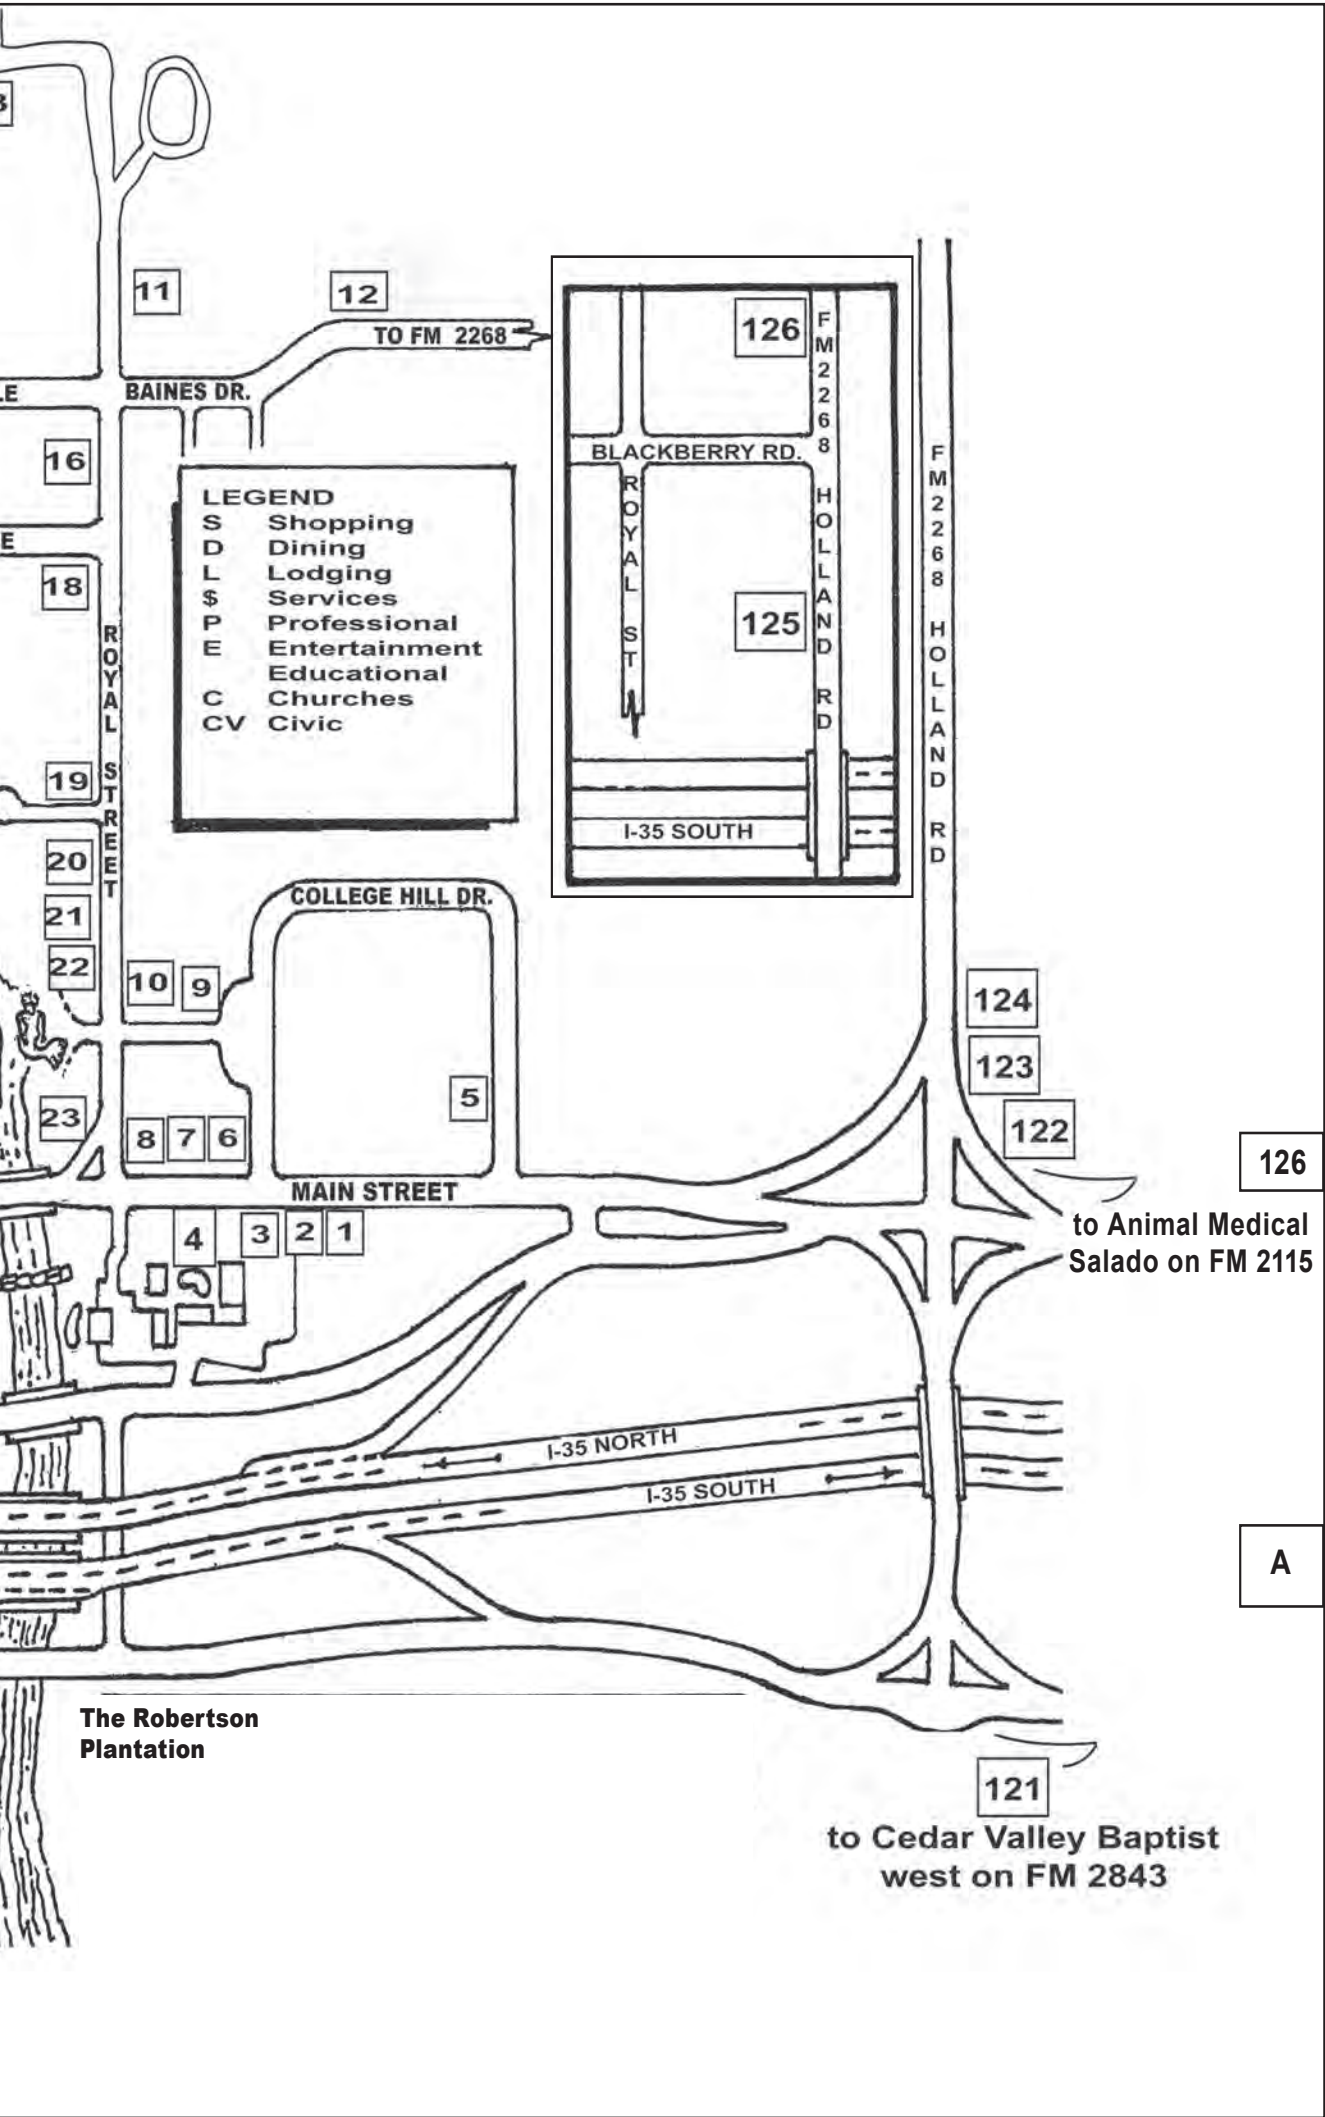 11
12
TO FM 2268
LE
BAINES DR.
16
E
18
ROYAL STREET
19
20
21
22
10
9
23
8
7
6
5
LEGEND
S Shopping
D Dining
L Lodging
$ Services
P Professional
E Entertainment
Educational
C Churches
CV Civic
COLLEGE HILL DR.
126
FM2268 HOLLAND RD
BLACKBERRY RD.
ROYAL ST
125
I-35 SOUTH
FM2268 HOLLAND RD
124
123
122
126
to Animal Medical
Salado on FM 2115
MAIN STREET
4
3
2
1
I-35 NORTH
I-35 SOUTH
A
The Robertson
Plantation
121
to Cedar Valley Baptist
west on FM 2843